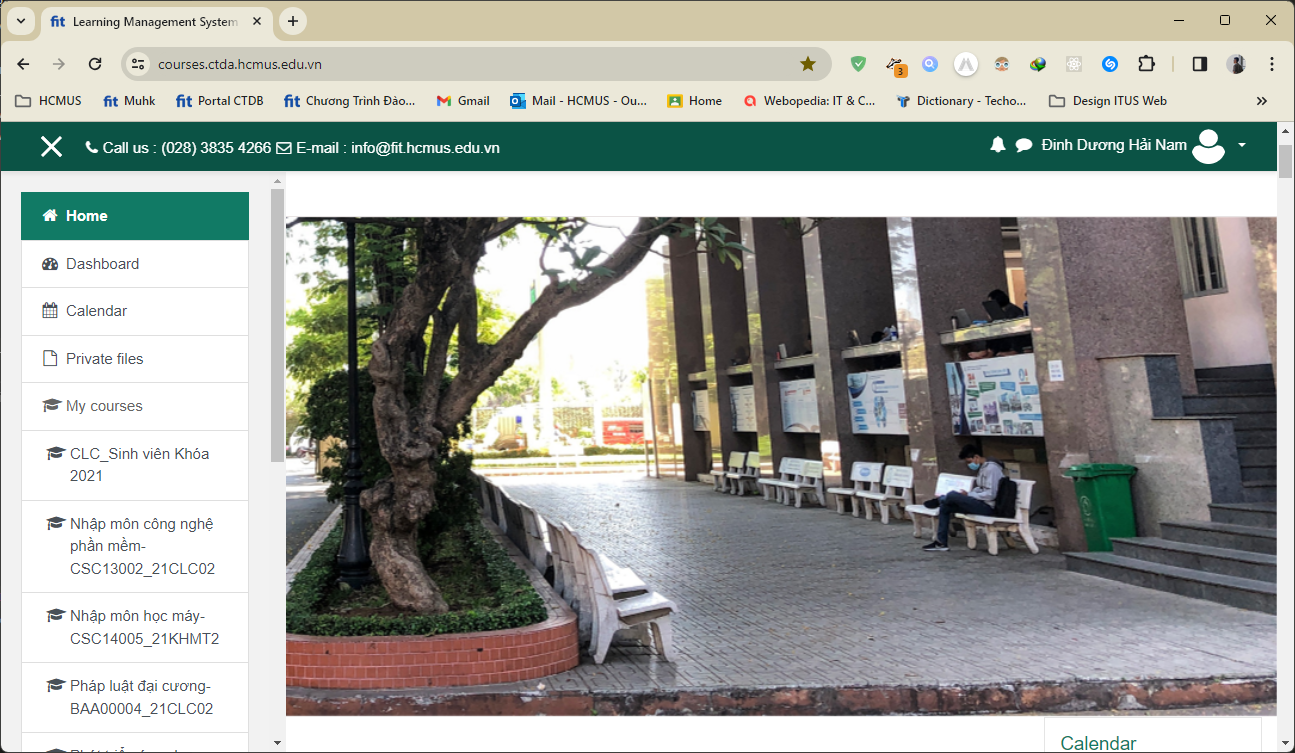 fit Learning Management System
courses.ctda.hcmus.edu.vn
3
HCMUS
fit Muhk
fit Portal CTDB
fit Chương Trình Đào...
Gmail
Mail - HCMUS - Ou...
Home
Webopedia: IT & C...
Dictionary - Techo...
Design ITUS Web
Call us : (028) 3835 4266 E-mail : info@fit.hcmus.edu.vn
Đinh Dương Hải Nam
Home
Dashboard
Calendar
Private files
My courses
CLC_Sinh viên Khóa
2021
Nhập môn công nghệ
phần mềm-
CSC13002_21CLC02
Nhập môn học máy-
CSC14005_21KHMT2
Pháp luật đại cương-
BAA00004_21CLC02
Calendar